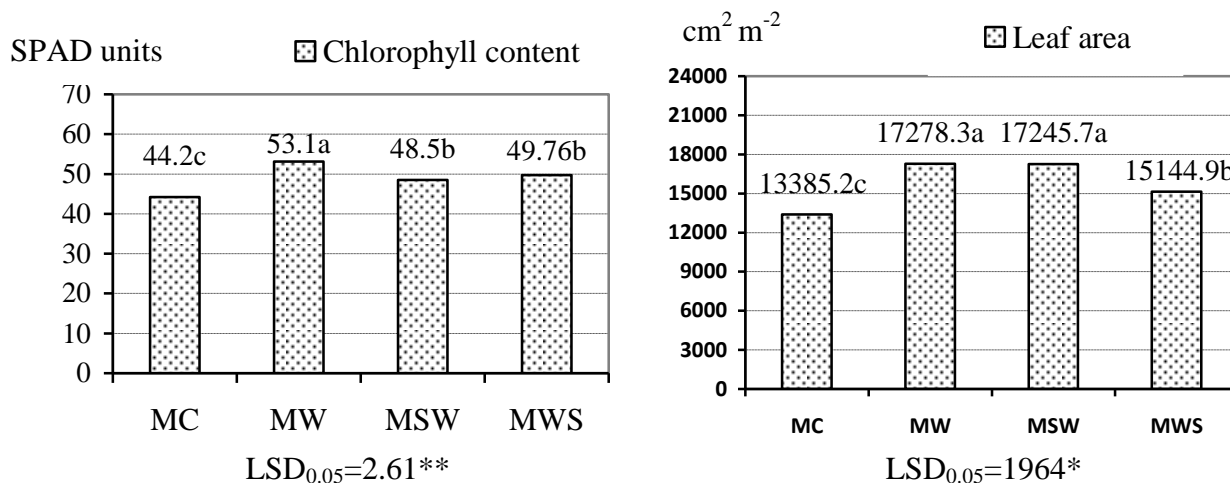 SPAD units
Chlorophyll content
70
60
50
40
30
20
10
0
44.2c
53.1a
48.5b
49.76b
MC MW MSW MWS
LSD0.05=2.61**
cm2 m-2
Leaf area
24000
21000
18000
15000
12000
9000
6000
3000
0
13385.2c
17278.3a
17245.7a
15144.9b
MC MW MSW MWS
LSD0.05=1964*